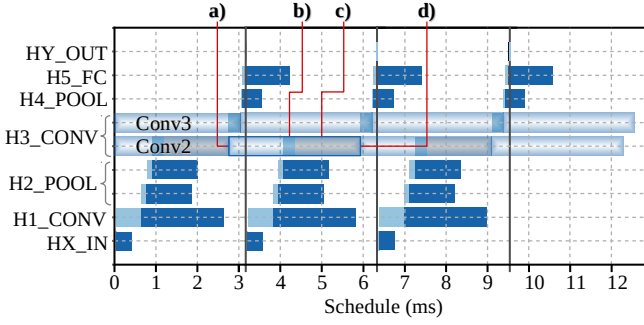 a) b) c) d)
HY_OUT
H5_FC
H4_POOL
Conv3
H3_CONV
Conv2
H2_POOL
H1_CONV
HX_IN
0 1 2 3 4 5 6 7 8 9 10 11 12
Schedule (ms)